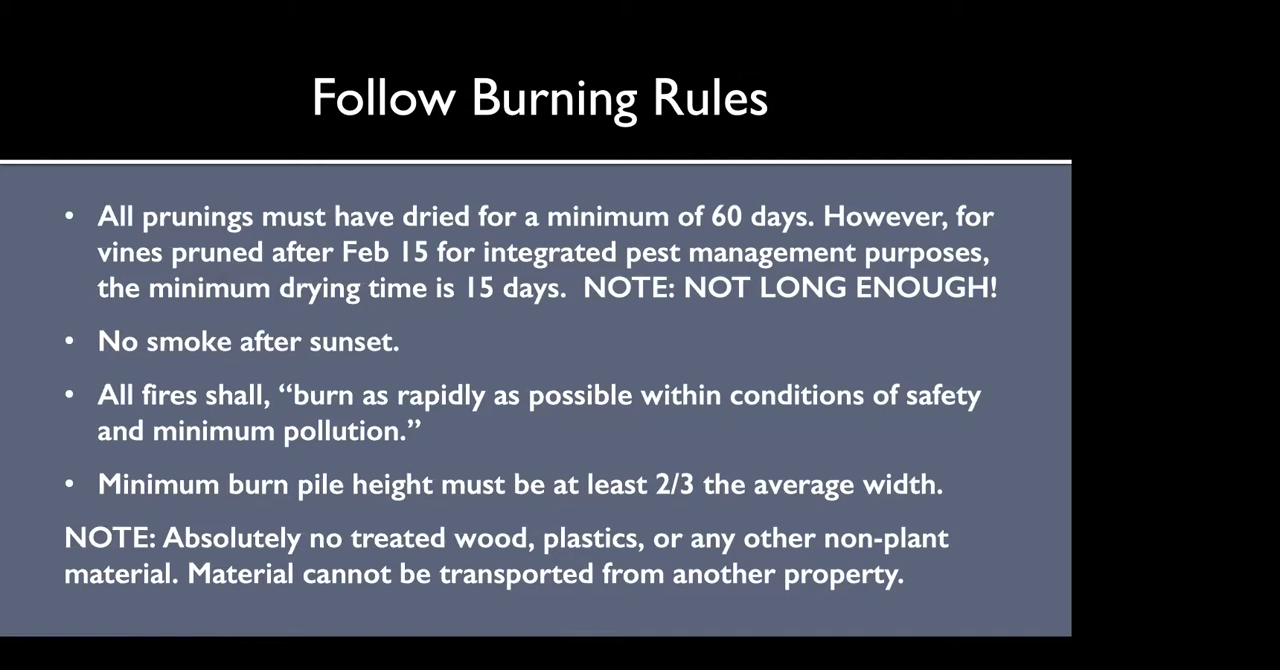 Follow Burning Rules
• All prunings must have dried for a minimum of 60 days. However, for
vines pruned after Feb 15 for integrated pest management purposes,
the minimum drying time is 15 days.  NOTE: NOT LONG ENOUGH!
• No smoke after sunset.
• All fires shall, “burn as rapidly as possible within conditions of safety
and minimum pollution.”
• Minimum burn pile height must be at least 2/3 the average width.
NOTE: Absolutely no treated wood, plastics, or any other non-plant
material. Material cannot be transported from another property.